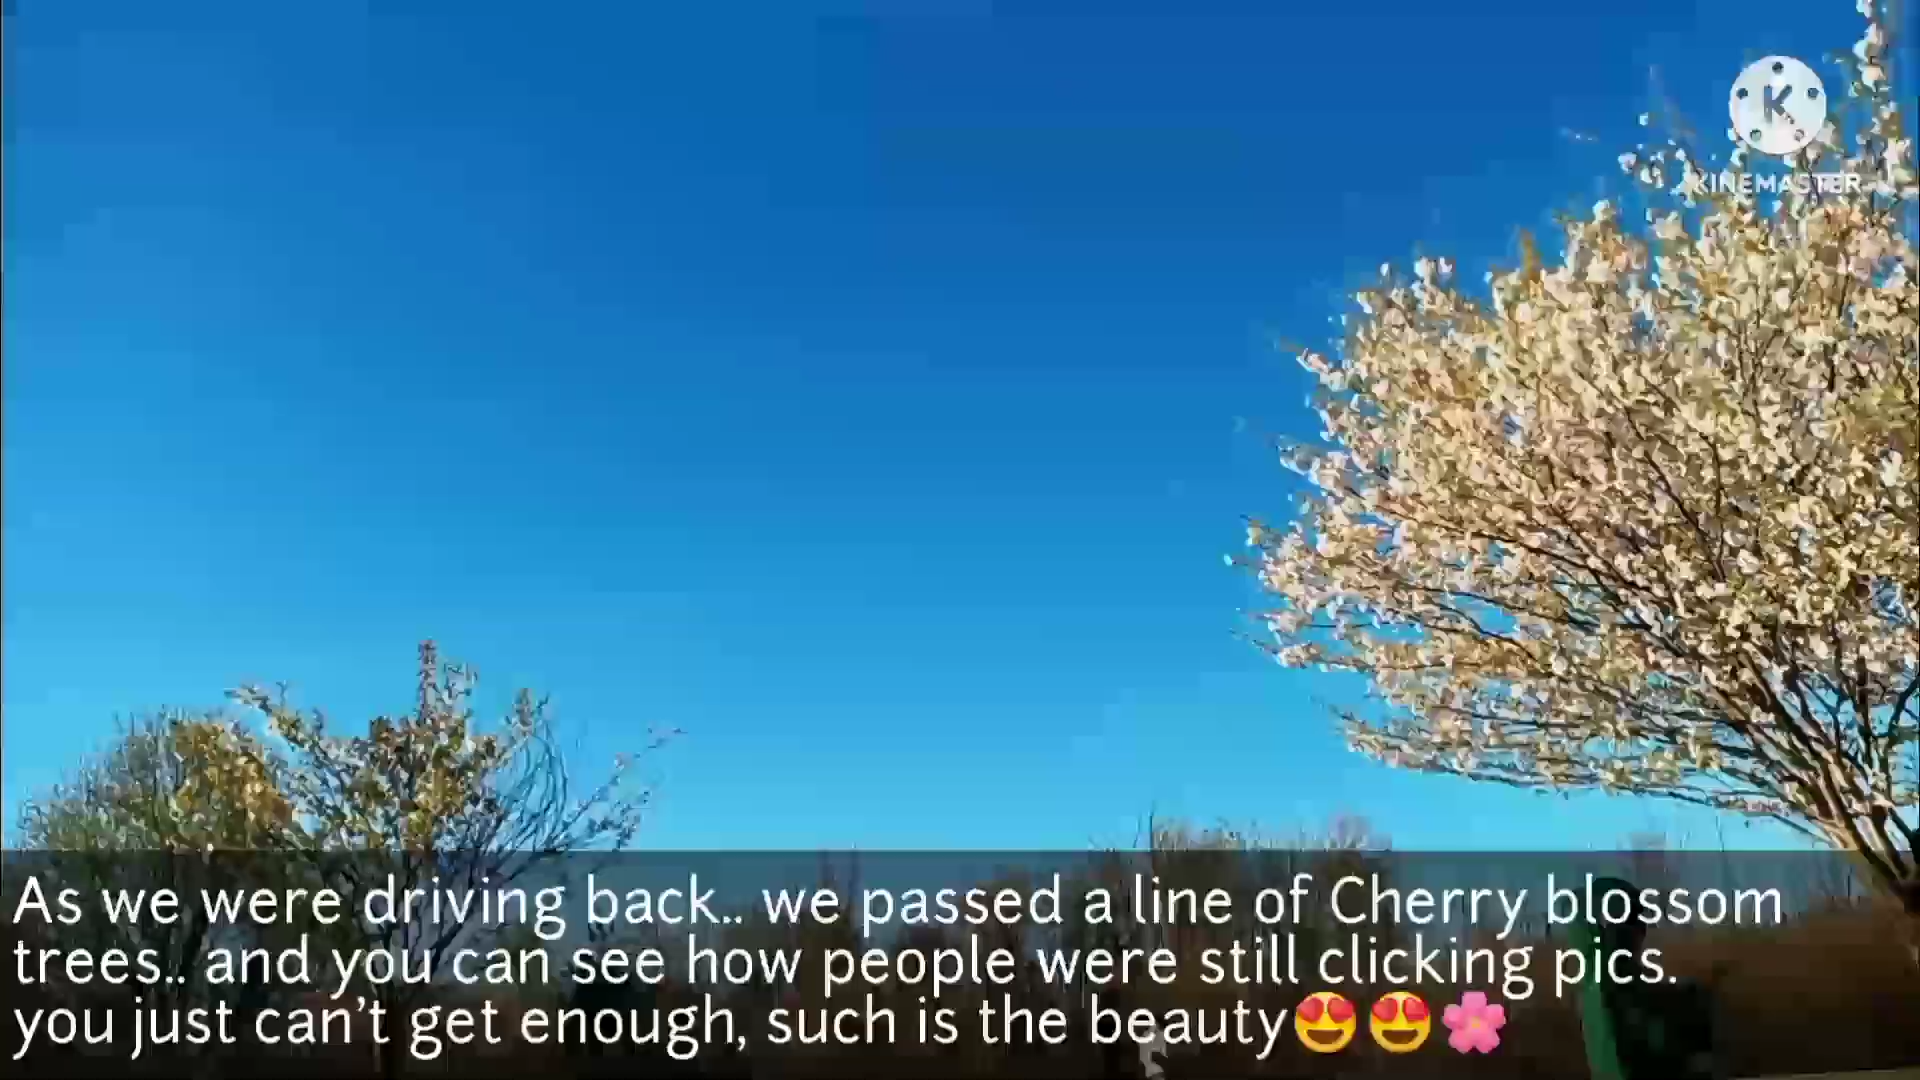 K
KINEMASTER
As we were driving back.. we passed a line of Cherry blossom
trees.. and you can see how people were still clicking pics.
you just can't get enough, such is the beauty😍😍🌸